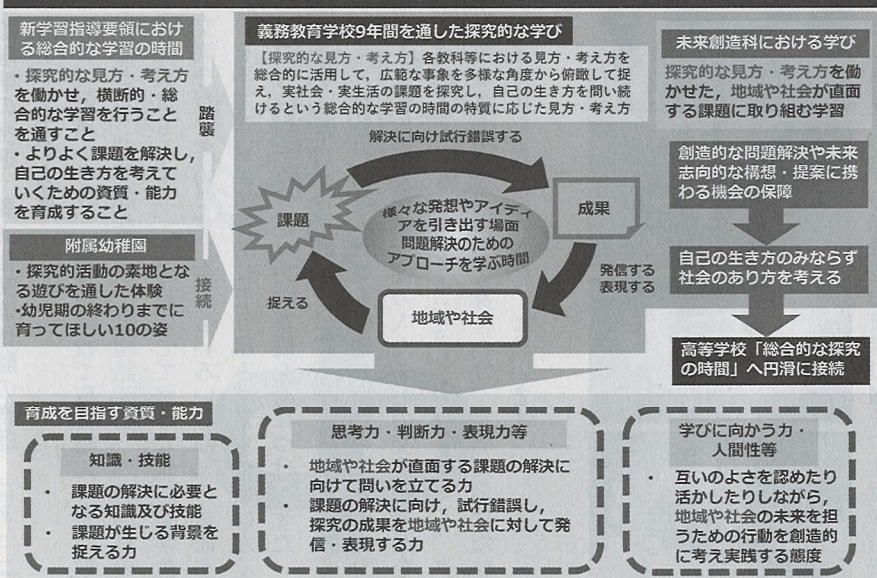 新学習指導要領におけ
る総合的な学習の時間
・探究的な見方・考え方
を働かせ，横断的・総
合的な学習を行うこと
を通すこと
・よりよく課題を解決し，
自己の生き方を考えて
いくための資質・能力
を育成すること
踏襲
附属幼稚園
・探究的活動の素地とな
る遊びを通した体験
・幼児期の終わりまでに
育ってほしい10の姿
接続
義務教育学校9年間を通した探究的な学び
【探究的な見方・考え方】各教科等における見方・考え方を
総合的に活用して，広範な事象を多様な角度から俯瞰して捉
え，実社会・実生活の課題を探究し，自己の生き方を問い続
けるという総合的な学習の時間の特質に応じた見方・考え方
解決に向け試行錯誤する
課題
様々な発想やアイディ
アを引き出す場面
問題解決のための
アプローチを学ぶ時間
成果
発信する
表現する
捉える
地域や社会
未来創造科における学び
探究的な見方・考え方を働
かせた，地域や社会が直面
する課題に取り組む学習
創造的な問題解決や未来
志向的な構想・提案に携
わる機会の保障
自己の生き方のみならず
社会のあり方を考える
高等学校「総合的な探究
の時間」へ円滑に接続
育成を目指す資質・能力
知識・技能
・ 課題の解決に必要と
なる知識及び技能
・ 課題が生じる背景を
捉える力
思考力・判断力・表現力等
・ 地域や社会が直面する課題の解決に
向けて問いを立てる力
・ 課題の解決に向け，試行錯誤し，
探究の成果を地域や社会に対して発
信・表現する力
学びに向かう力・
人間性等
・ 互いのよさを認めたり
活かしたりしながら，
地域や社会の未来を担
うための行動を創造的
に考え実践する態度